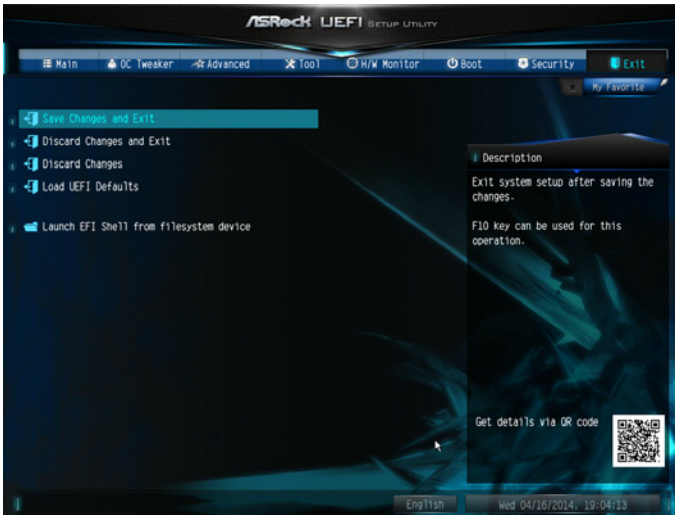 ASRock UEFI SETUP UTILITY
Main OC Tweaker Advanced Tool H/W Monitor Boot Security Exit
My Favorite
Save Changes and Exit
Discard Changes and Exit
Discard Changes
Load UEFI Defaults
Launch EFI Shell from filesystem device
Description
Exit system setup after saving the
changes.
F10 key can be used for this
operation.
Get details via QR code
English
Wed 04/16/2014, 19:04:13